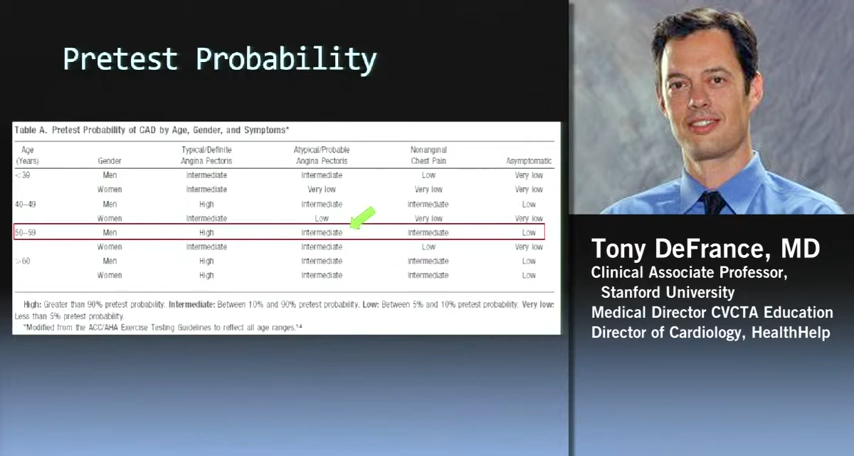 Pretest Probability
Table A. Pretest Probability of CAD by Age, Gender, and Symptoms*
Age (Years) Gender Typical/Definite Angina Pectoris Atypical/Probable Angina Pectoris Nonanginal Chest Pain Asymptomatic
<39 Men Intermediate Intermediate Low Very low
Women Intermediate Very low Very low Very low
40–49 Men High Intermediate Intermediate Low
Women Intermediate Low Very low Very low
50–59 Men High Intermediate Intermediate Low
Women Intermediate Intermediate Low Very low
>60 Men High Intermediate Intermediate Low
Women High Intermediate Intermediate Low
High: Greater than 90% pretest probability. Intermediate: Between 10% and 90% pretest probability. Low: Between 5% and 10% pretest probability. Very low:
Less than 5% pretest probability.
*Modified from the ACC/AHA Exercise Testing Guidelines to reflect all age ranges.
Tony DeFrance, MD
Clinical Associate Professor,
Stanford University
Medical Director CVCTA Education
Director of Cardiology, HealthHelp